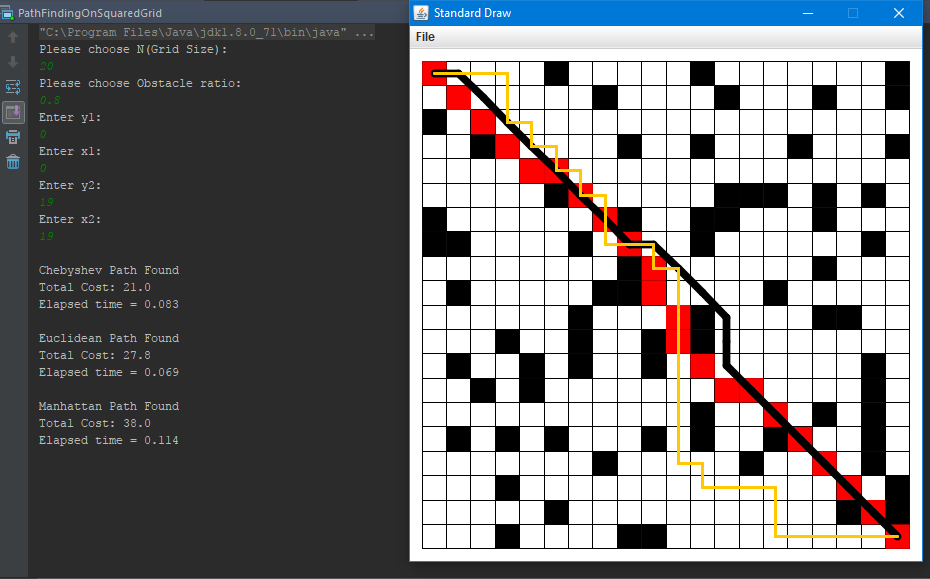 PathFindingOnSquaredGrid
"C:\Program Files\Java\jdk1.8.0_71\bin\java" ...
Please choose N(Grid Size):
20
Please choose Obstacle ratio:
0.8
Enter y1:
0
Enter x1:
0
Enter y2:
19
Enter x2:
19
Chebyshev Path Found
Total Cost: 21.0
Elapsed time = 0.083
Euclidean Path Found
Total Cost: 27.8
Elapsed time = 0.069
Manhattan Path Found
Total Cost: 38.0
Elapsed time = 0.114
Standard Draw
File